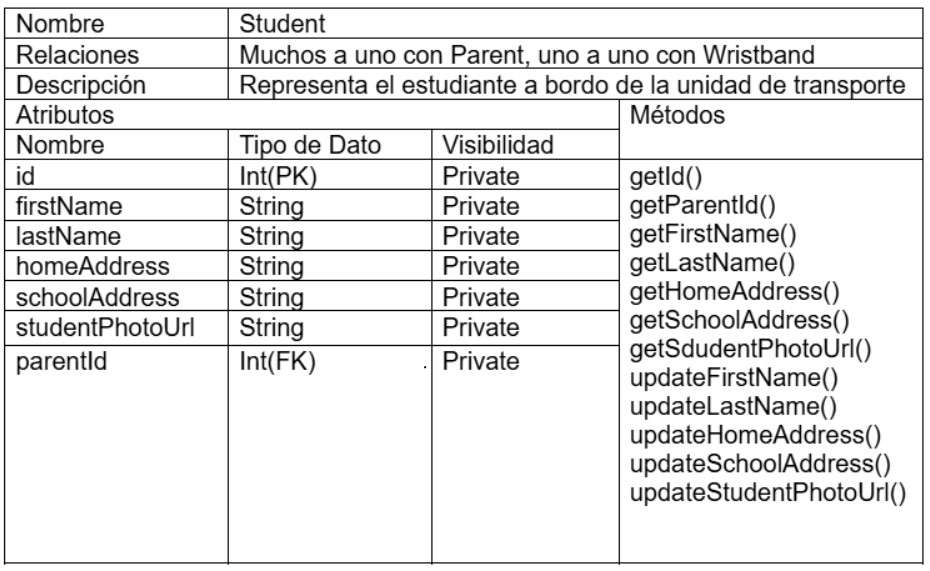 Nombre Student
Relaciones Muchos a uno con Parent, uno a uno con Wristband
Descripción Representa el estudiante a bordo de la unidad de transporte
Atributos Métodos
Nombre Tipo de Dato Visibilidad
id Int(PK) Private
firstName String Private
lastName String Private
homeAddress String Private
schoolAddress String Private
studentPhotoUrl String Private
parentId Int(FK) Private
getId()
getParentId()
getFirstName()
getLastName()
getHomeAddress()
getSchoolAddress()
getSdudentPhotoUrl()
updateFirstName()
updateLastName()
updateHomeAddress()
updateSchoolAddress()
updateStudentPhotoUrl()